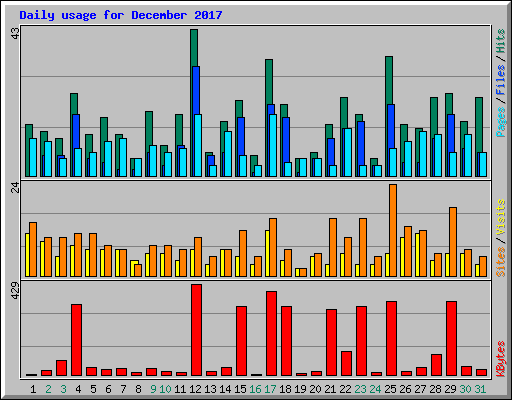 Daily usage for December 2017
43
Pages / Files / Hits
24
Sites / Visits
429
KBytes
1 2 3 4 5 6 7 8 9 10 11 12 13 14 15 16 17 18 19 20 21 22 23 24 25 26 27 28 29 30 31